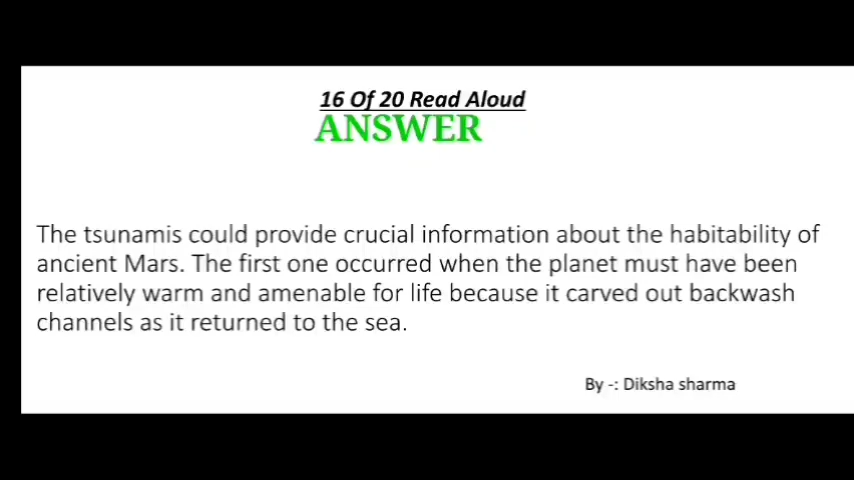 16 Of 20 Read Aloud
ANSWER
The tsunamis could provide crucial information about the habitability of
ancient Mars. The first one occurred when the planet must have been
relatively warm and amenable for life because it carved out backwash
channels as it returned to the sea.
By -: Diksha sharma